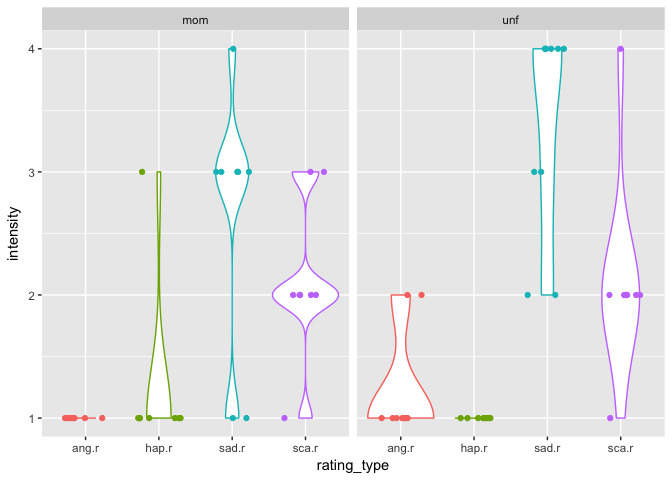 mom unf
intensity
4
3
2
1
ang.r hap.r sad.r sca.r ang.r hap.r sad.r sca.r
rating_type